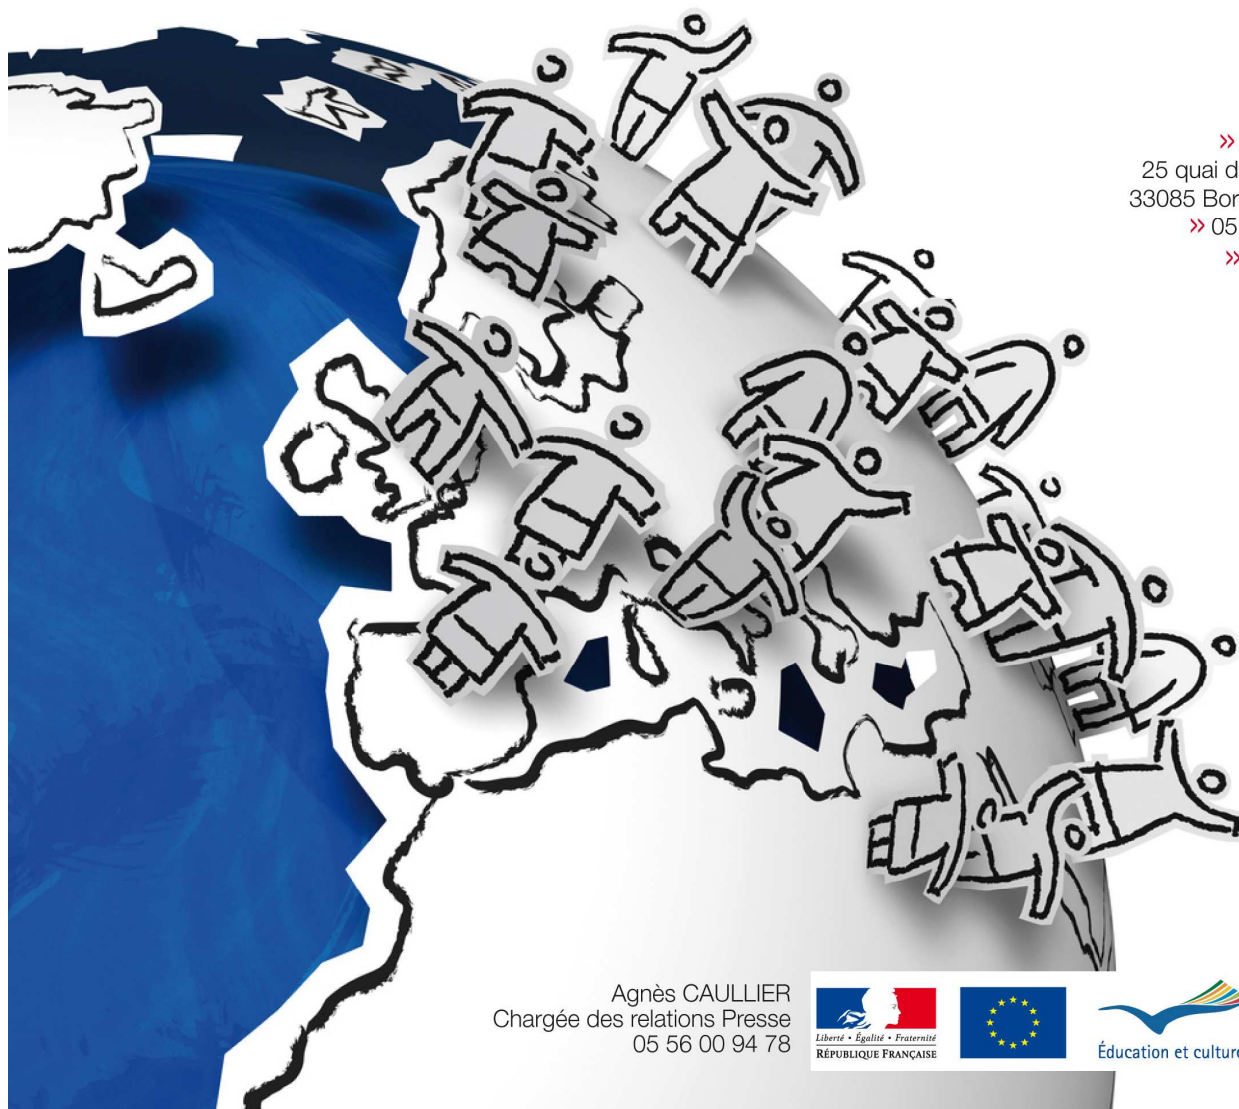 »
25 quai d
33085 Bor
» 05
»
Agnès CAULLIER
Chargée des relations Presse
05 56 00 94 78
Liberté • Égalité • Fraternité
RÉPUBLIQUE FRANÇAISE
Éducation et culture